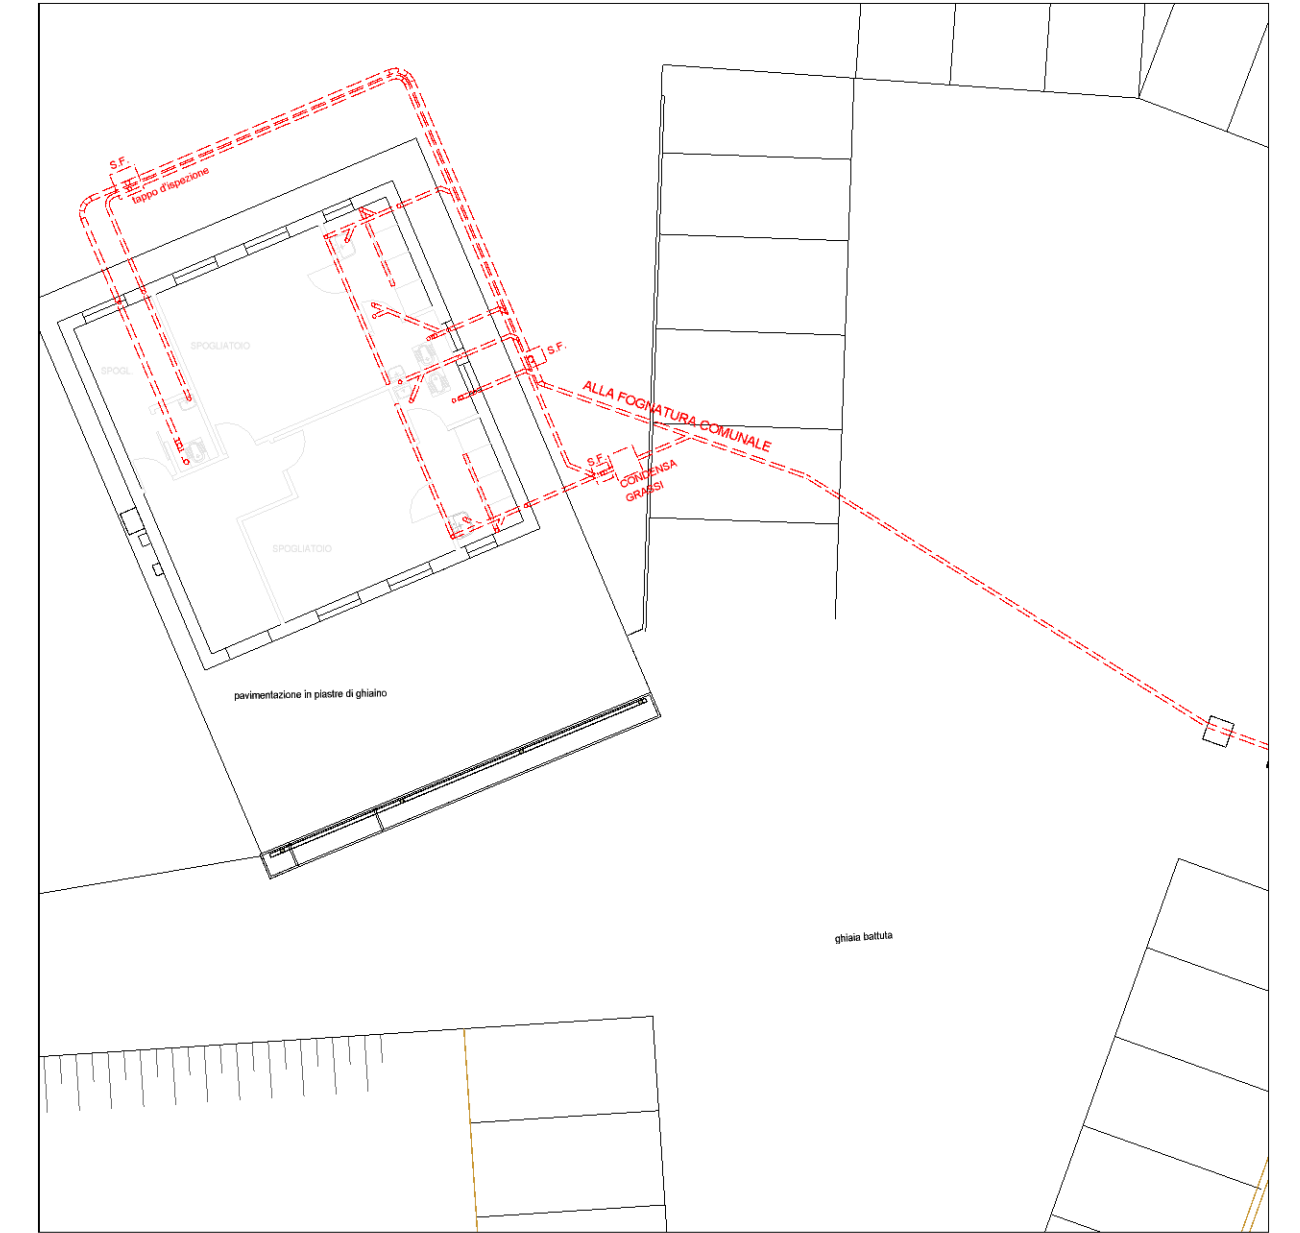 S.F.
tappo d'ispezione
SPOGLIATOIO
SPOGL.
S.F.
ALLA FOGNATURA COMUNALE
S.F.
CONDENSA
GRASSI
SPOGLIATOIO
pavimentazione in piastre di ghiaino
ghiaia battuta